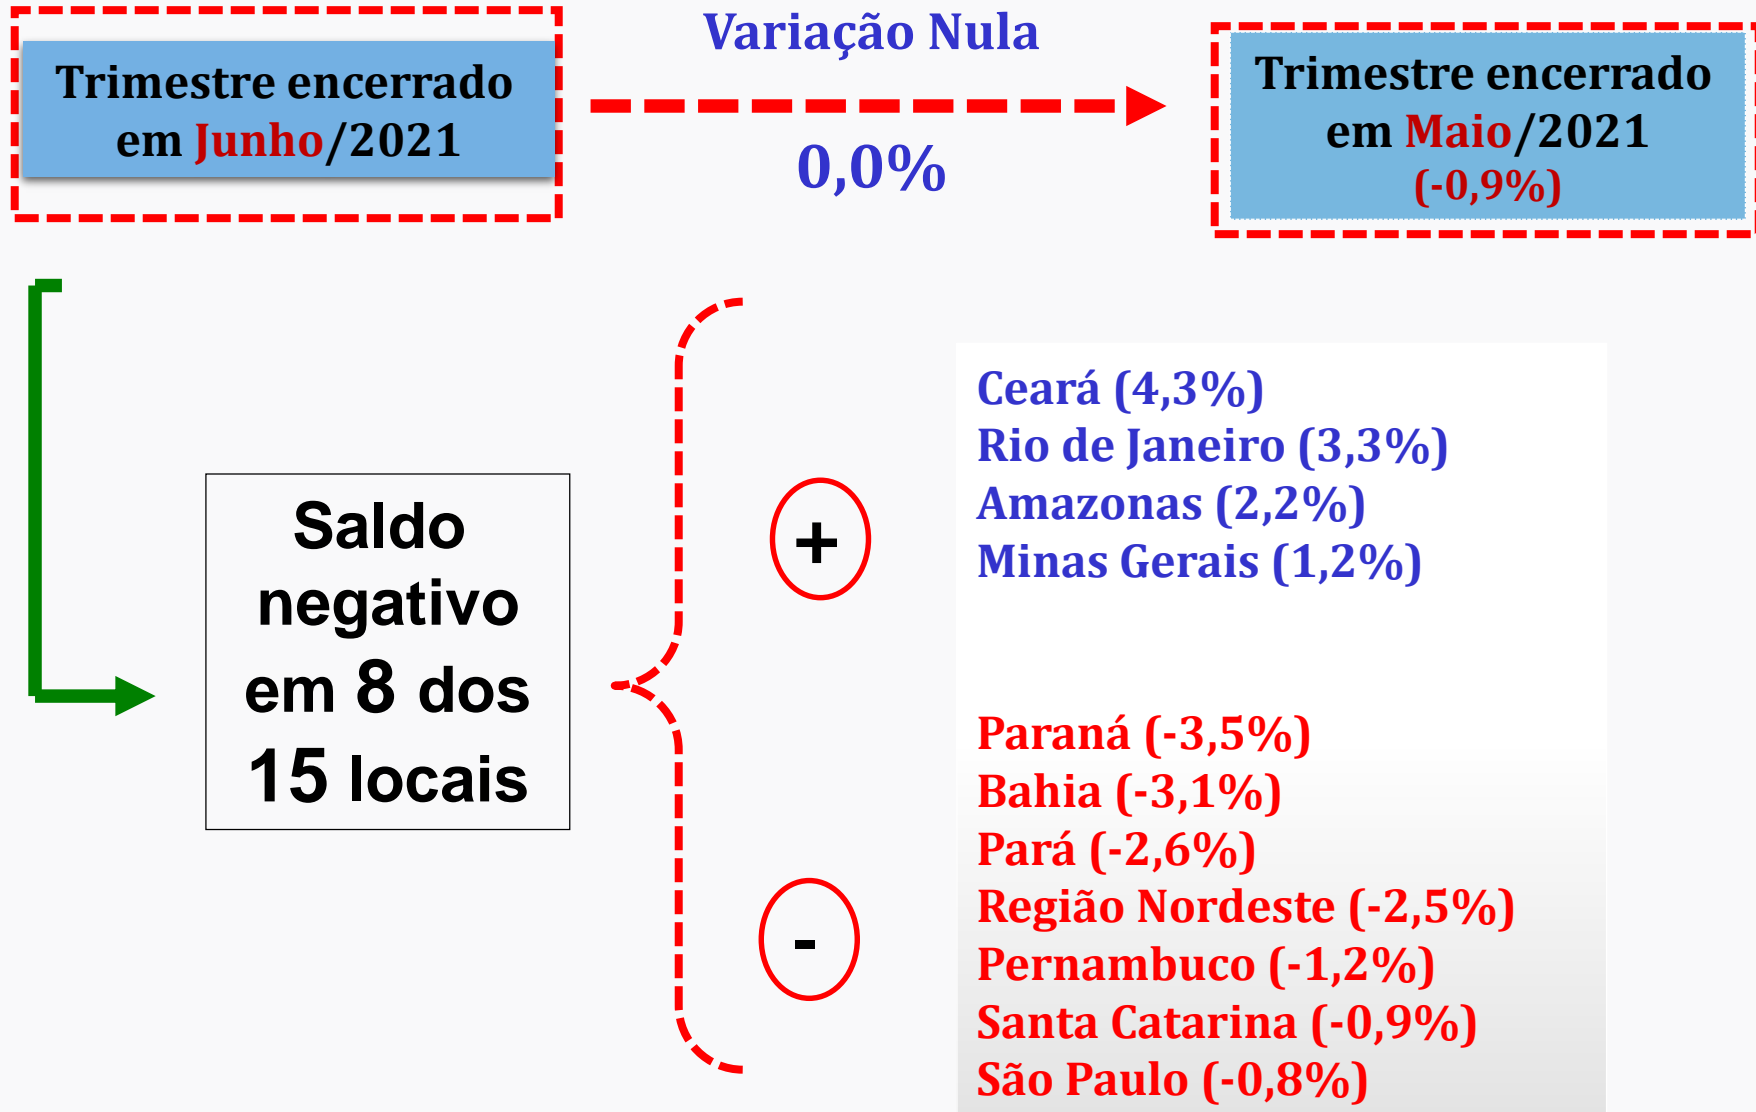 Trimestre encerrado
em Junho/2021
Variação Nula
0,0%
Trimestre encerrado
em Maio/2021
(-0,9%)
Saldo
negativo
em 8 dos
15 locais
+
Ceará (4,3%)
Rio de Janeiro (3,3%)
Amazonas (2,2%)
Minas Gerais (1,2%)
-
Paraná (-3,5%)
Bahia (-3,1%)
Pará (-2,6%)
Região Nordeste (-2,5%)
Pernambuco (-1,2%)
Santa Catarina (-0,9%)
São Paulo (-0,8%)